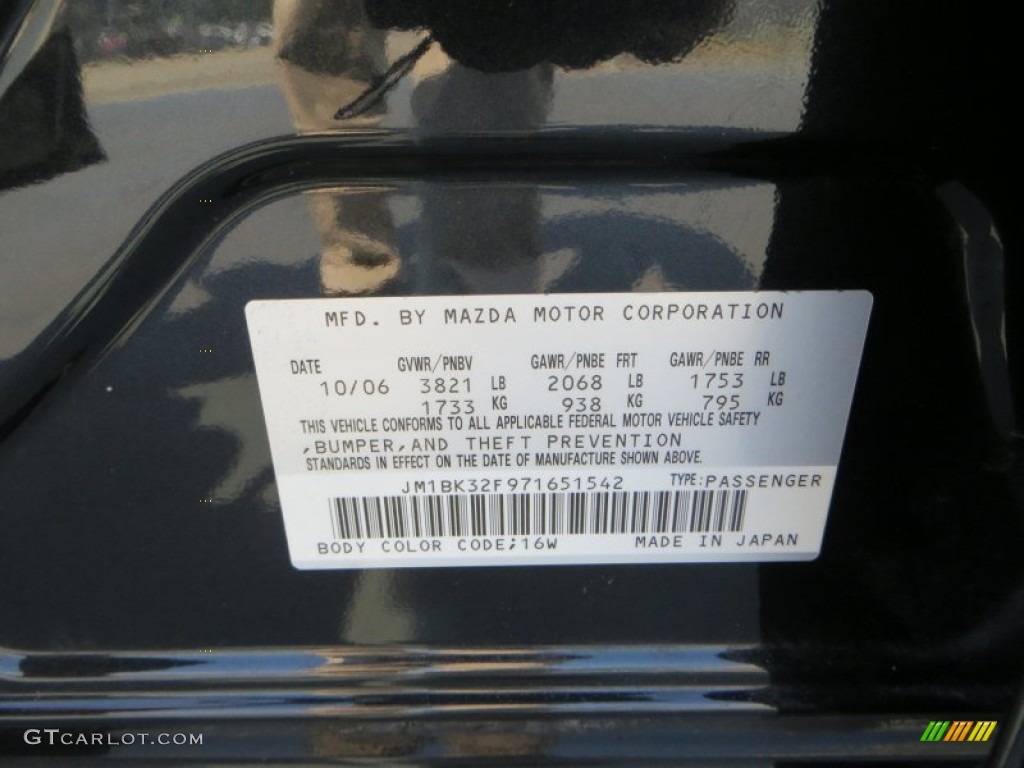 MFD. BY MAZDA MOTOR CORPORATION
DATE GVWR/PNBV GAWR/PNBE FRT GAWR/PNBE RR
10/06 3821 LB 2068 LB 1753 LB
1733 KG 938 KG 795 KG
THIS VEHICLE CONFORMS TO ALL APPLICABLE FEDERAL MOTOR VEHICLE SAFETY
,BUMPER,AND THEFT PREVENTION
STANDARDS IN EFFECT ON THE DATE OF MANUFACTURE SHOWN ABOVE.
JM1BK32F971651542 TYPE:PASSENGER
BODY COLOR CODE;16W MADE IN JAPAN
GTCARLOT.COM